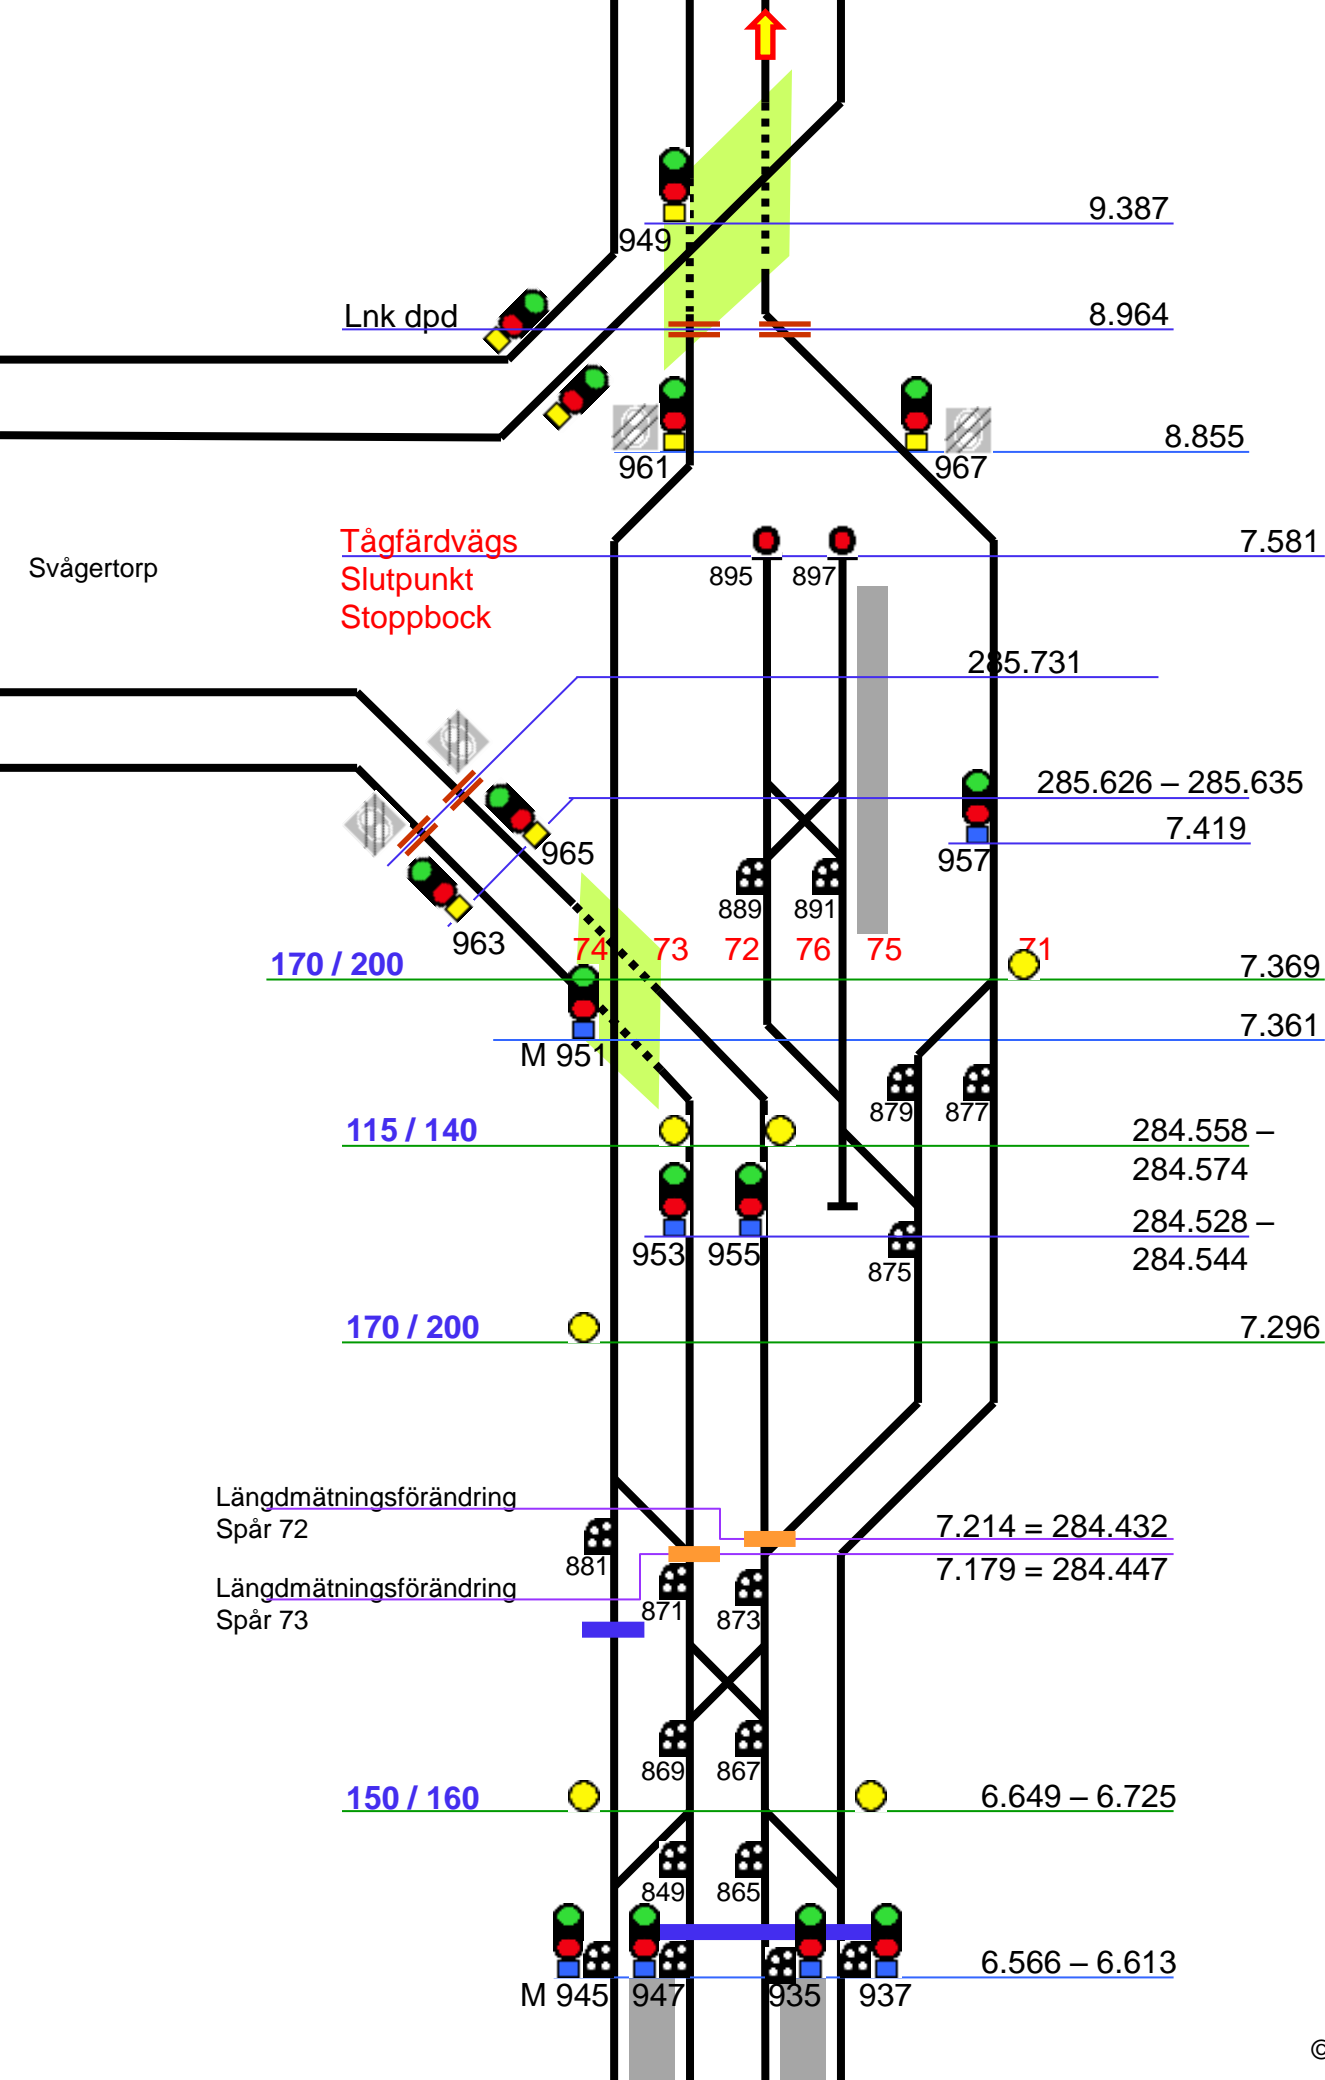 9.387
949
Lnk dpd
8.964
8.855
961
967
Tågfärdvägs
Slutpunkt
Stoppbock
7.581
Svågertorp
895
897
285.731
285.626 – 285.635
7.419
965
957
889
891
963
74
73
72
76
75
71
170 / 200
7.369
7.361
M 951
879
877
115 / 140
284.558 –
284.574
284.528 –
284.544
953
955
875
170 / 200
7.296
Längdmätningsförändring
Spår 72
7.214 = 284.432
881
7.179 = 284.447
Längdmätningsförändring
Spår 73
871
873
869
867
150 / 160
6.649 – 6.725
849
865
6.566 – 6.613
M 945
947
935
937
©